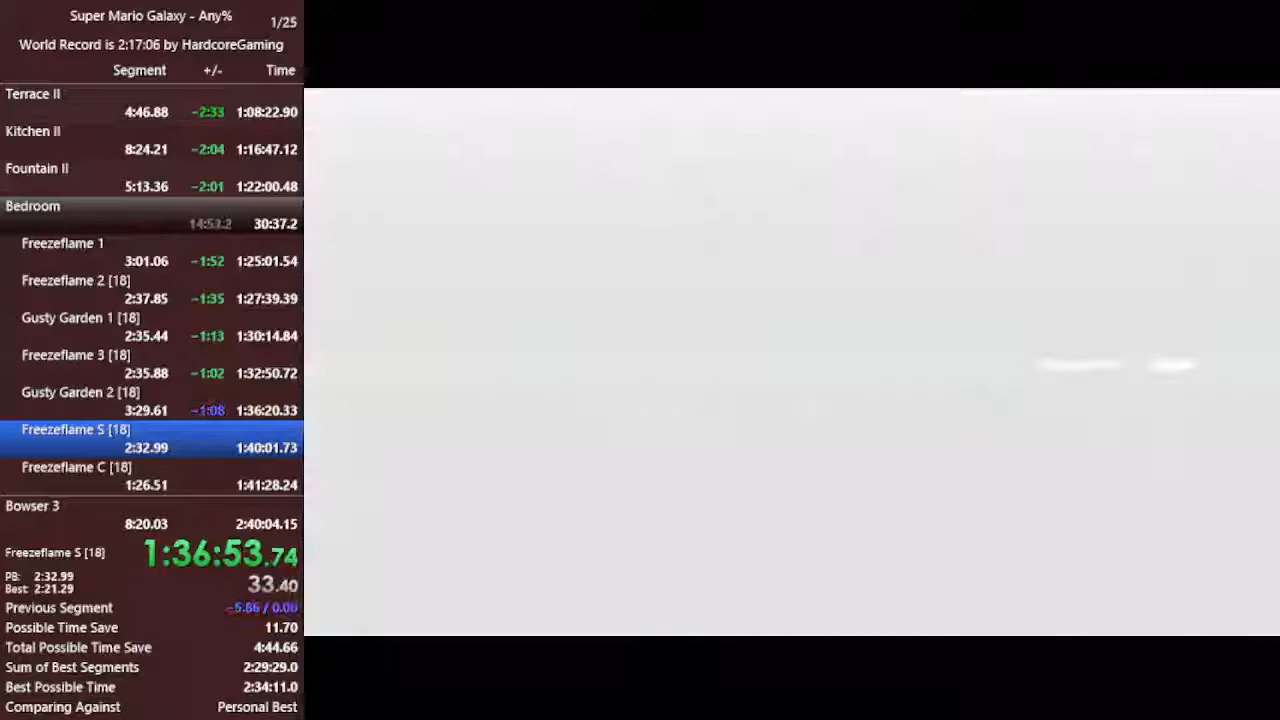 Super Mario Galaxy - Any%
1/25
World Record is 2:17:06 by HardcoreGaming
Segment +/- Time
Terrace II
4:46.88 -2:33 1:08:22.90
Kitchen II
8:24.21 -2:04 1:16:47.12
Fountain II
5:13.36 -2:01 1:22:00.48
Bedroom
14:53.2 30:37.2
Freezeflame 1
3:01.06 -1:52 1:25:01.54
Freezeflame 2 [18]
2:37.85 -1:35 1:27:39.39
Gusty Garden 1 [18]
2:35.44 -1:13 1:30:14.84
Freezeflame 3 [18]
2:35.88 -1:02 1:32:50.72
Gusty Garden 2 [18]
3:29.61 -1:08 1:36:20.33
Freezeflame S [18]
2:32.99 1:40:01.73
Freezeflame C [18]
1:26.51 1:41:28.24
Bowser 3
8:20.03 2:40:04.15
Freezeflame S [18] 1:36:53.74
PB: 2:32.99
Best: 2:21.29
33.40
Previous Segment -5.86 / 0.00
Possible Time Save 11.70
Total Possible Time Save 4:44.66
Sum of Best Segments 2:29:29.0
Best Possible Time 2:34:11.0
Comparing Against Personal Best